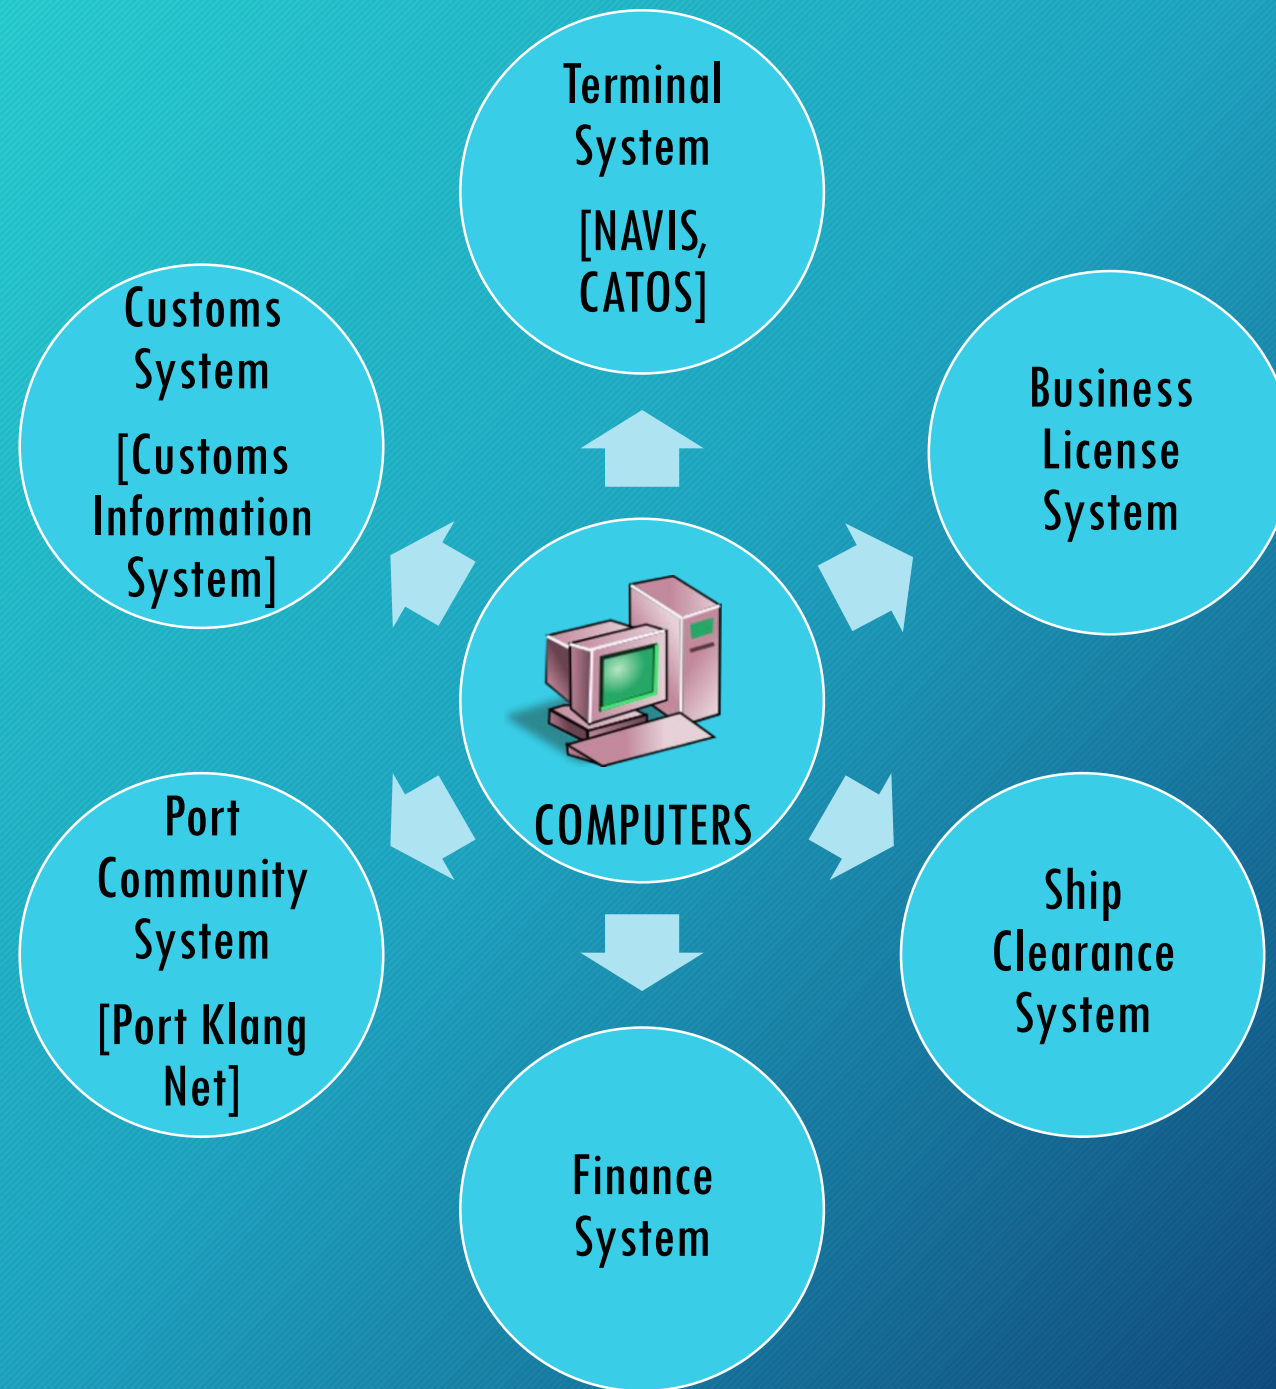 Terminal
System
[NAVIS,
CATOS]
Customs
System
[Customs
Information
System]
Business
License
System
COMPUTERS
Port
Community
System
[Port Klang
Net]
Ship
Clearance
System
Finance
System